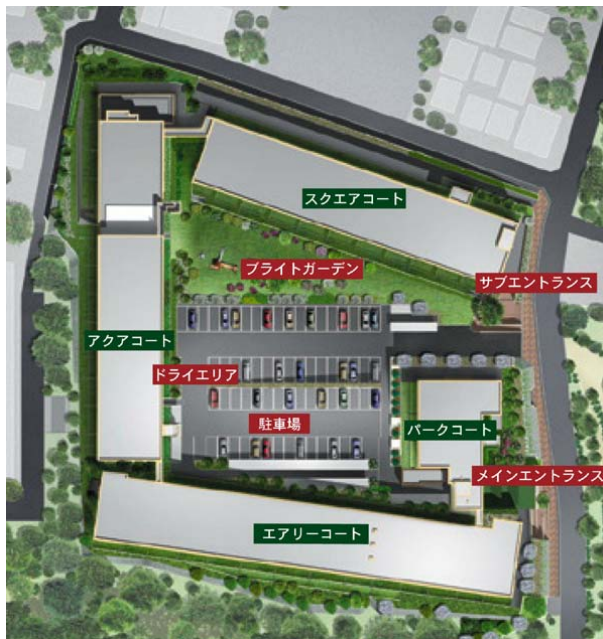 スクエアコート
ブライトガーデン
サブエントランス
アクアコート
ドライエリア
駐車場
パークコート
メインエントランス
エアリーコート